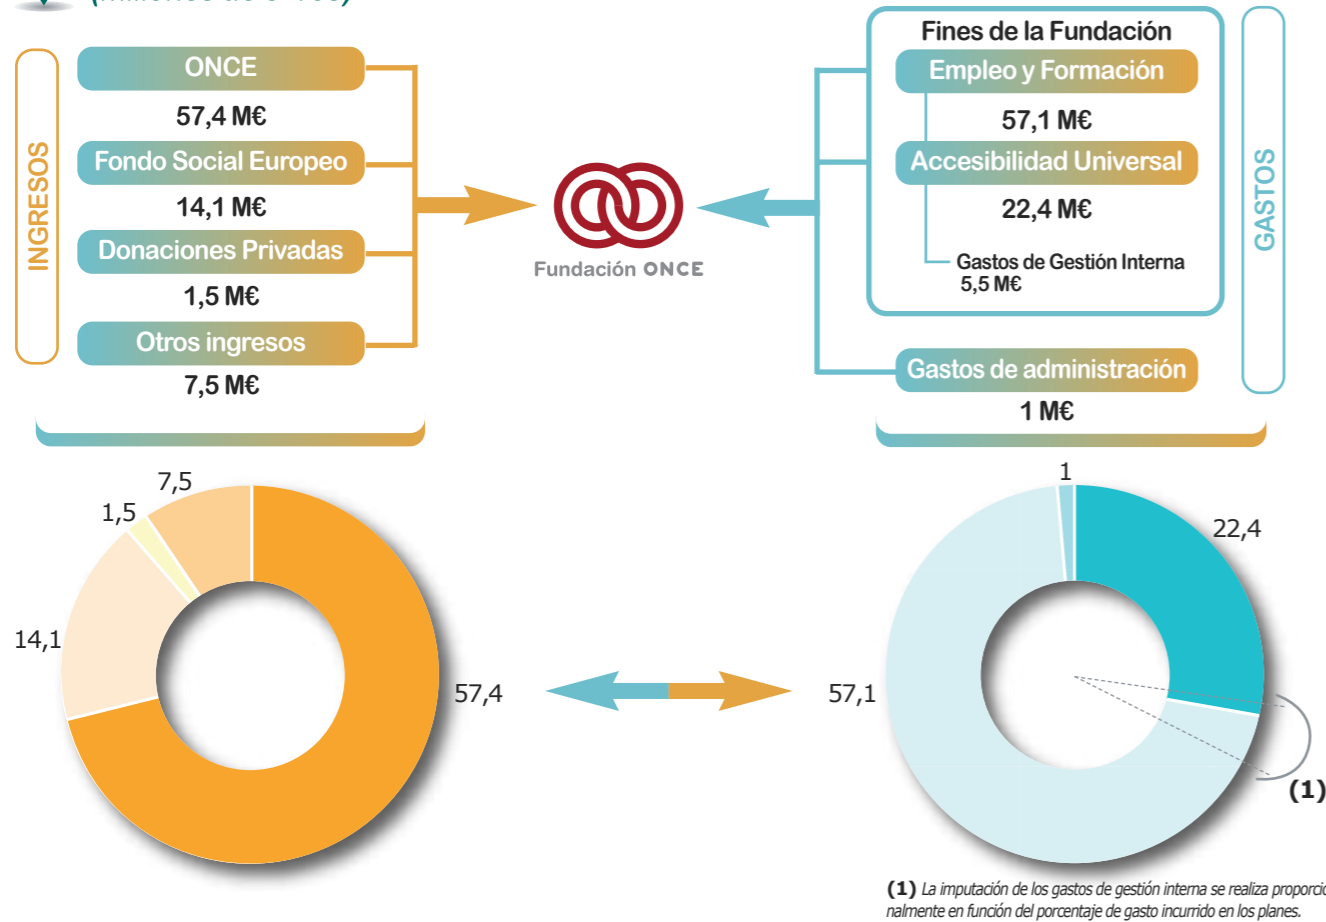 INGRESOS
ONCE
57,4 M€
Fondo Social Europeo
14,1 M€
Donaciones Privadas
1,5 M€
Otros ingresos
7,5 M€
Fundación ONCE
Fines de la Fundación
Empleo y Formación
57,1 M€
Accesibilidad Universal
22,4 M€
Gastos de Gestión Interna
5,5 M€
Gastos de administración
1 M€
GASTOS
7,5
1,5
14,1
57,4
1
22,4
57,1
(1)
(1) La imputación de los gastos de gestión interna se realiza proporcio
nalmente en función del porcentaje de gasto incurrido en los planes.